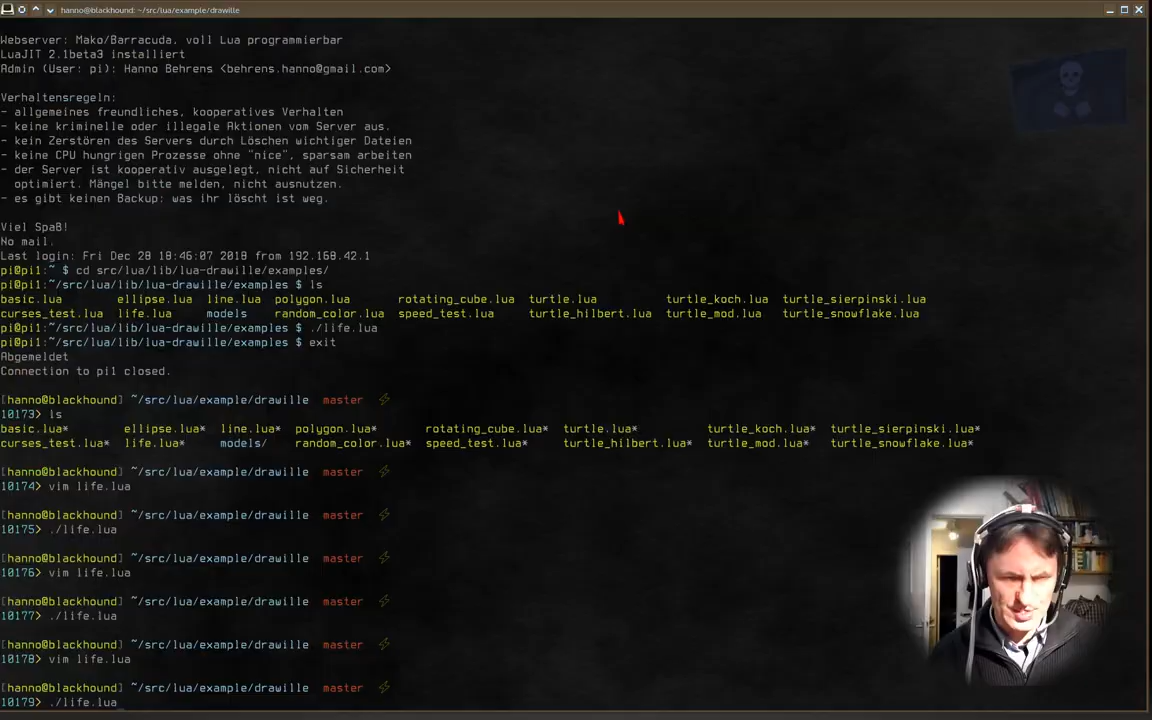 hanno@blackhound: ~/src/lua/example/drawille
Webserver: Mako/Barracuda, voll Lua programmierbar
LuaJIT 2.1beta3 installiert
Admin (User: pi): Hanno Behrens <behrens.hanno@gmail.com>
Verhaltensregeln:
- allgemeines freundliches, kooperatives Verhalten
- keine kriminelle oder illegale Aktionen vom Server aus.
- kein Zerstören des Servers durch Löschen wichtiger Dateien
- keine CPU hungrigen Prozesse ohne "nice", sparsam arbeiten
- der Server ist kooperativ ausgelegt, nicht auf Sicherheit
optimiert. Mängel bitte melden, nicht ausnutzen.
- es gibt keinen Backup: was ihr löscht ist weg.
Viel Spaß!
No mail.
Last login: Fri Dec 28 18:46:07 2018 from 192.168.42.1
pi@pi1:~ $ cd src/lua/lib/lua-drawille/examples/
pi@pi1:~/src/lua/lib/lua-drawille/examples $ ls
basic.lua ellipse.lua line.lua polygon.lua rotating_cube.lua turtle.lua turtle_koch.lua turtle_sierpinski.lua
curses_test.lua life.lua models random_color.lua speed_test.lua turtle_hilbert.lua turtle_mod.lua turtle_snowflake.lua
pi@pi1:~/src/lua/lib/lua-drawille/examples $ ./life.lua
pi@pi1:~/src/lua/lib/lua-drawille/examples $ exit
Abgemeldet
Connection to pi1 closed.
[hanno@blackhound] ~/src/lua/example/drawille master ⚡
10173> ls
basic.lua* ellipse.lua* line.lua* polygon.lua* rotating_cube.lua* turtle.lua* turtle_koch.lua* turtle_sierpinski.lua*
curses_test.lua* life.lua* models/ random_color.lua* speed_test.lua* turtle_hilbert.lua* turtle_mod.lua* turtle_snowflake.lua*
[hanno@blackhound] ~/src/lua/example/drawille master ⚡
10174> vim life.lua
[hanno@blackhound] ~/src/lua/example/drawille master ⚡
10175> ./life.lua
[hanno@blackhound] ~/src/lua/example/drawille master ⚡
10176> vim life.lua
[hanno@blackhound] ~/src/lua/example/drawille master ⚡
10177> ./life.lua
[hanno@blackhound] ~/src/lua/example/drawille master ⚡
10178> vim life.lua
[hanno@blackhound] ~/src/lua/example/drawille master ⚡
10179> ./life.lua